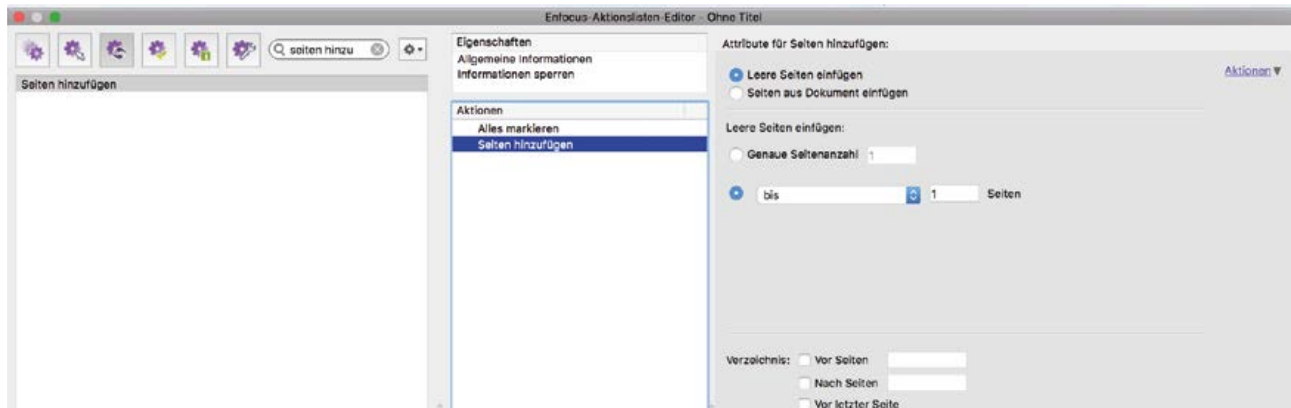 Enfocus-Aktionslisten-Editor - Ohne Titel
seiten hinzu
Seiten hinzufügen
Eigenschaften
Allgemeine Informationen
Informationen sperren
Aktionen
Alles markieren
Seiten hinzufügen
Attribute für Seiten hinzufügen:
Aktionen
Leere Seiten einfügen
Seiten aus Dokument einfügen
Leere Seiten einfügen:
Genaue Seitenanzahl 1
bis 1 Seiten
Verzeichnis: Vor Seiten
Nach Seiten
Vor letzter Seite